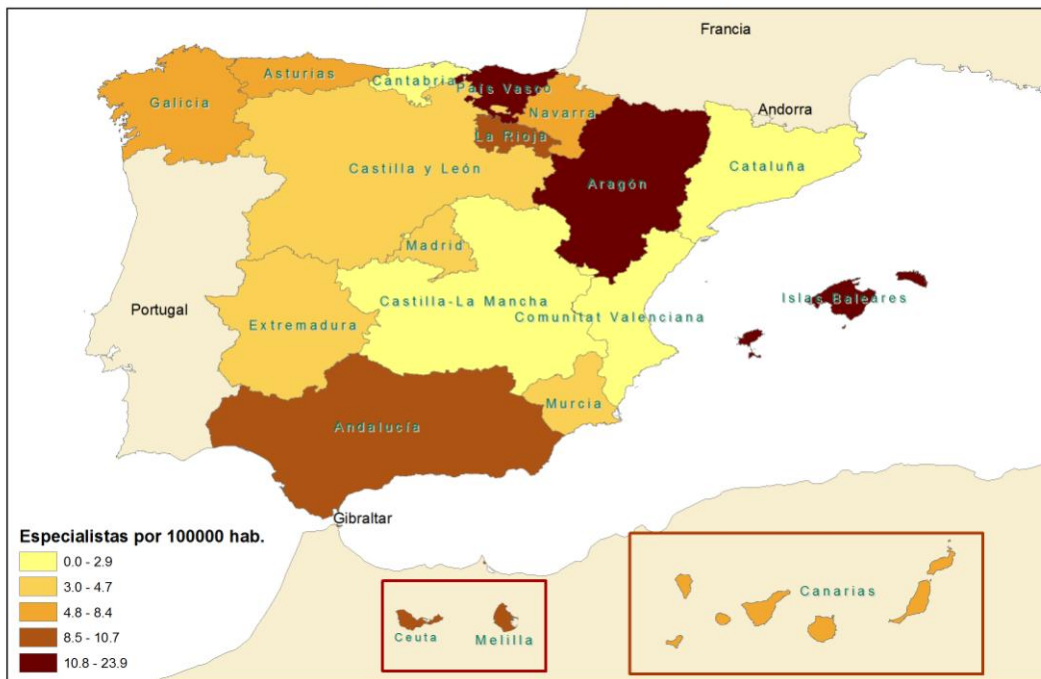 Francia
Asturias
Cantabria
País Vasco
Galicia
Navarra
Andorra
La Rioja
Castilla y León
Cataluña
Aragón
Madrid
Portugal
Castilla-La Mancha
Islas Baleares
Extremadura
Comunitat Valenciana
Murcia
Andalucía
Gibraltar
Especialistas por 100000 hab.
0.0 - 2.9
3.0 - 4.7
4.8 - 8.4
8.5 - 10.7
10.8 - 23.9
Ceuta
Melilla
Canarias